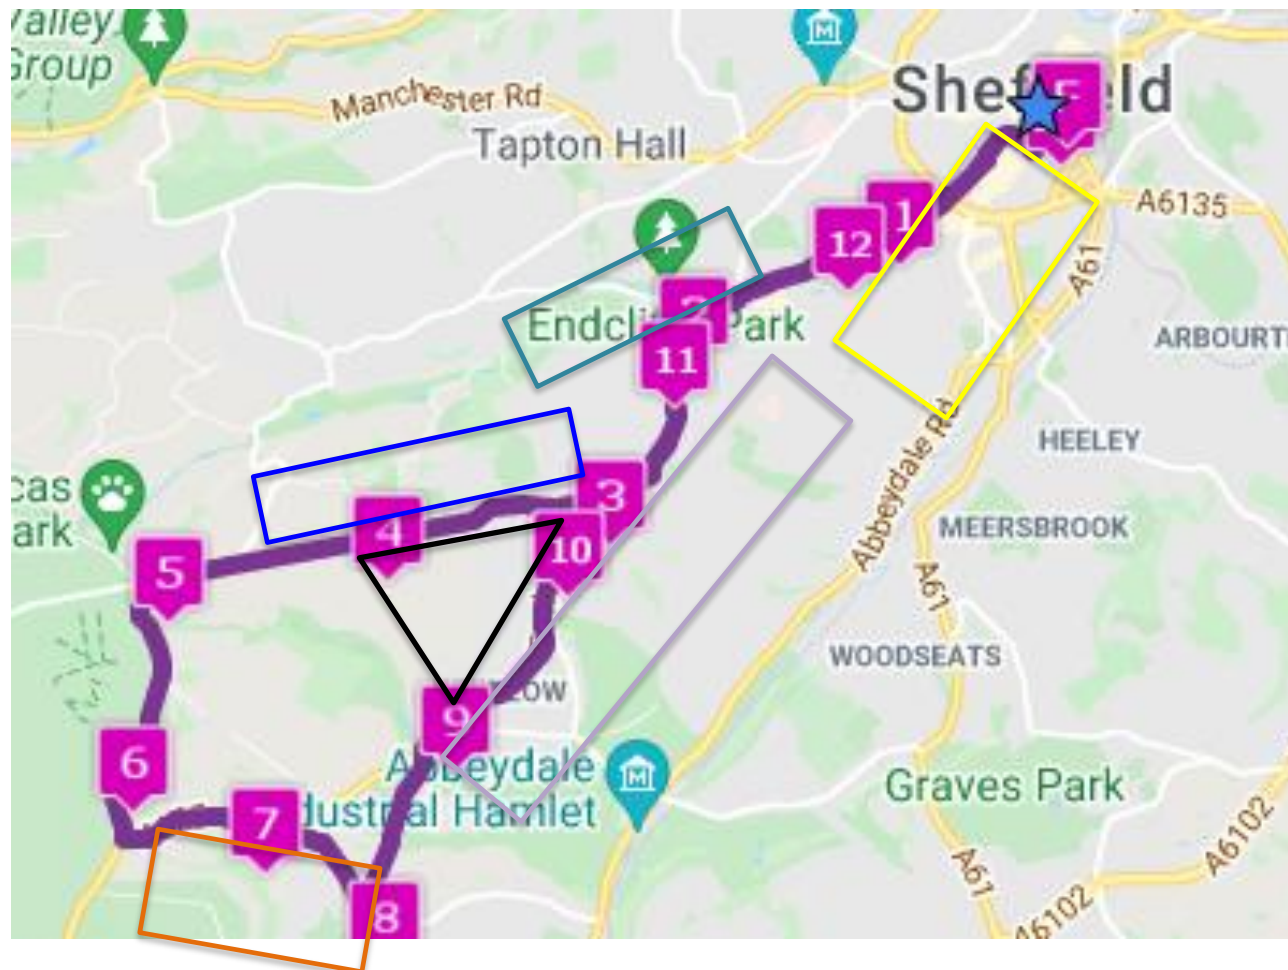 Valley
Group
Manchester Rd
Tapton Hall
Sheffield
A6135
1
12
A61
Endcliffe Park
11
ARBOURT
Abbeydale Rd
HEELEY
3
4
10
MEERSBROOK
5
A61
WOODSEATS
9
6
Abbeydale
Industrial Hamlet
Graves Park
7
8
A61
A6102
A6102